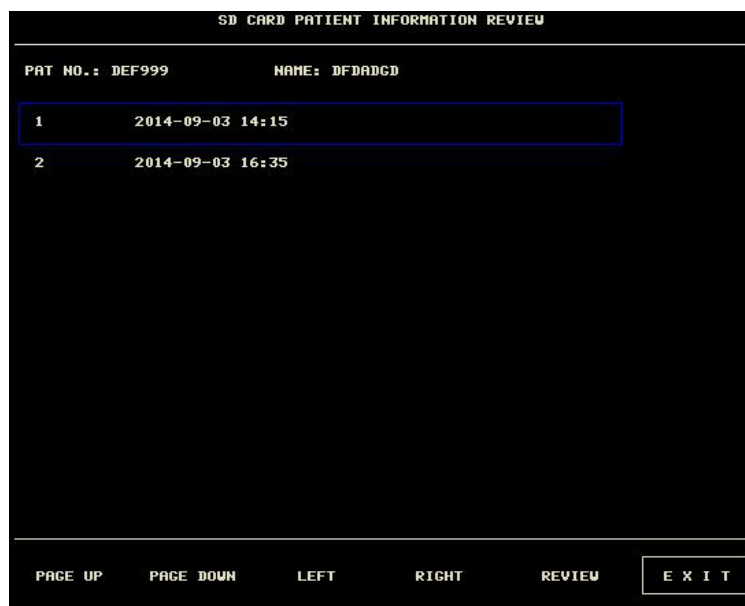 SD CARD PATIENT INFORMATION REVIEW
PAT NO.: DEF999 NAME: DFDADGD
1 2014-09-03 14:15
2 2014-09-03 16:35
PAGE UP PAGE DOWN LEFT RIGHT REVIEW E X I T